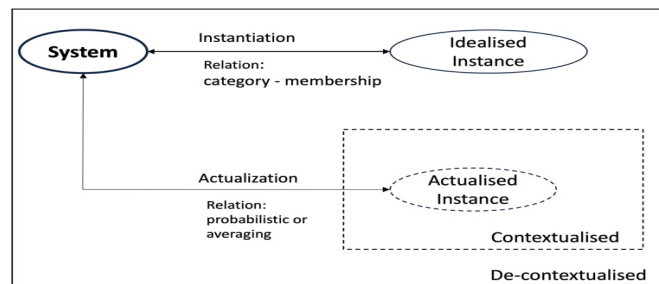 System
Instantiation
Relation:
category - membership
Idealised
Instance
Actualization
Relation:
probabilistic or
averaging
Actualised
Instance
Contextualised
De-contextualised